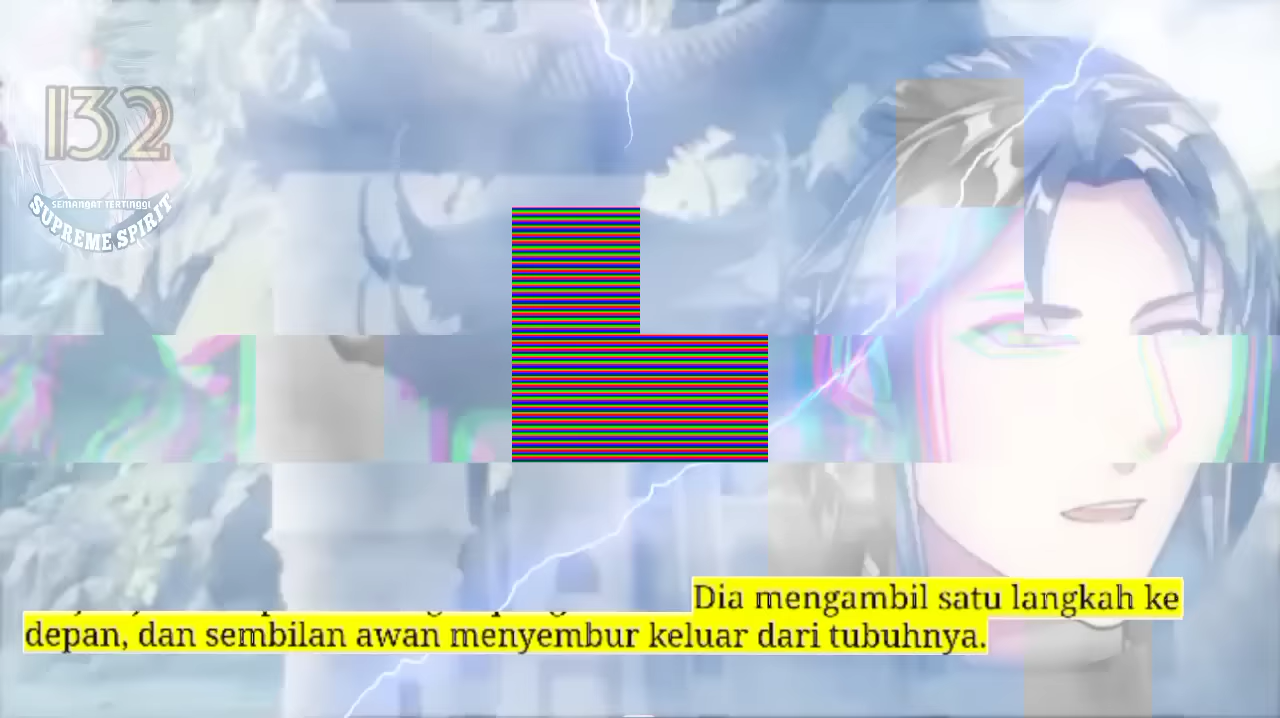 132
SEMANGAT TERTINGGI
SUPREME SPIRIT
Dia mengambil satu langkah ke
depan, dan sembilan awan menyembur keluar dari tubuhnya.